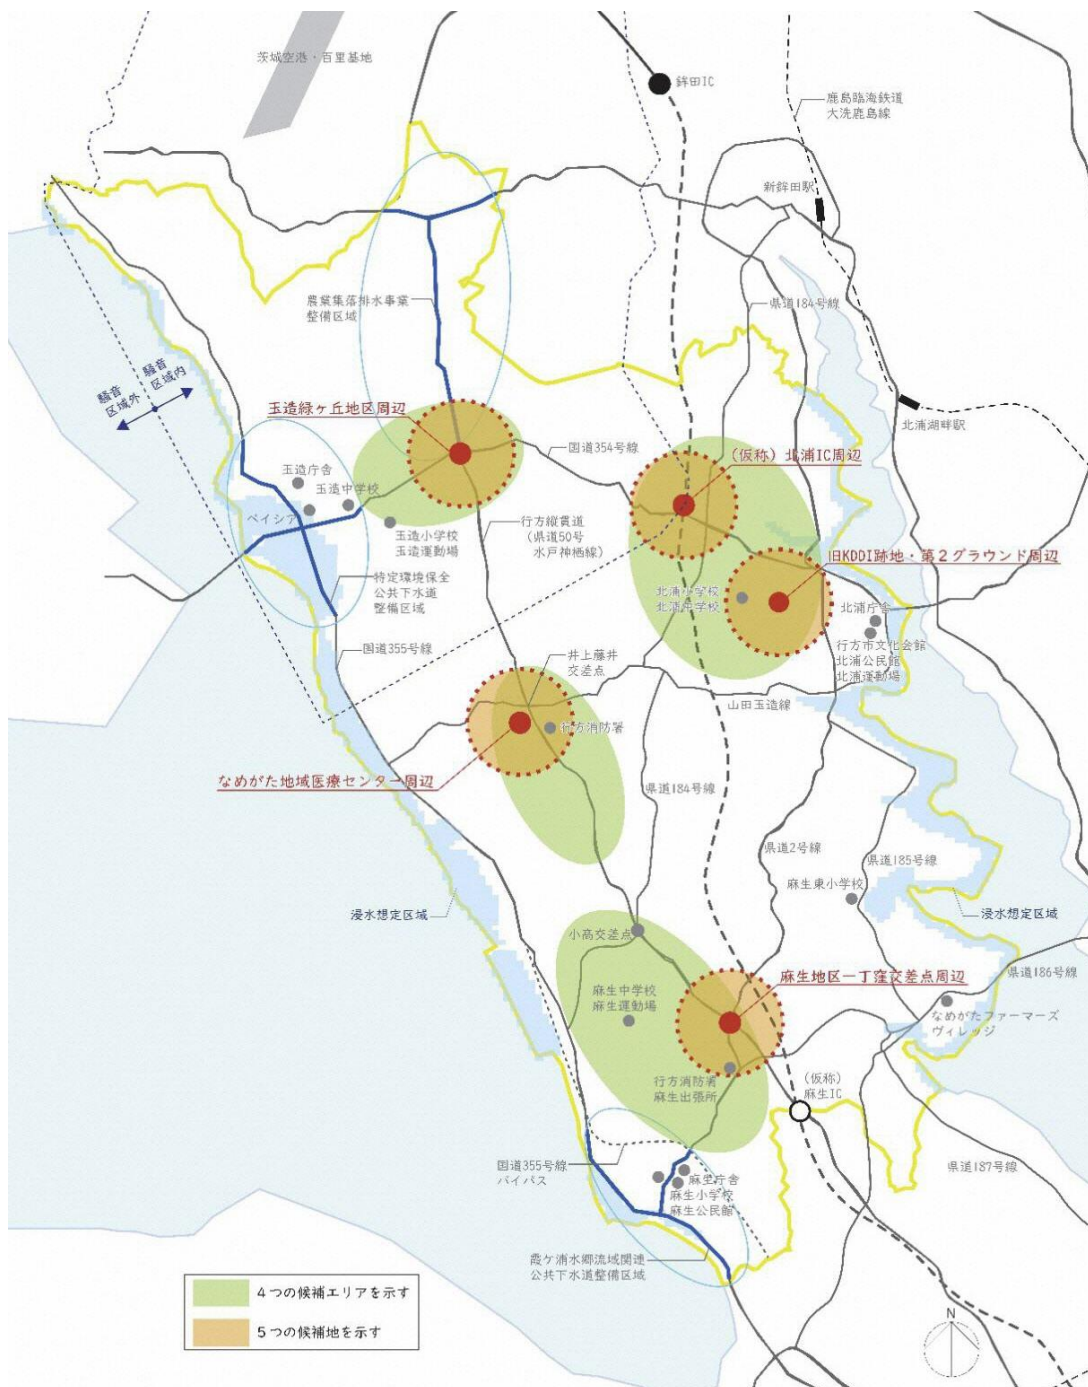 茨城空港・百里基地
鉾田IC
鹿島臨海鉄道
大洗鹿島線
新鉾田駅
農業集落排水事業
整備区域
県道184号線
騒音
区域外
騒音
区域内
玉造緑ヶ丘地区周辺
北浦湖畔駅
国道354号線
（仮称）北浦IC周辺
玉造庁舎
玉造中学校
ベイシア
玉造小学校
玉造運動場
行方縦貫道
（県道50号
水戸神栖線）
旧KDDI跡地・第2グラウンド周辺
特定環境保全
公共下水道
整備区域
北浦小学校
北浦中学校
北浦庁舎
行方市文化会館
北浦公民館
北浦運動場
国道355号線
井上藤井
交差点
山田玉造線
行方消防署
なめがた地域医療センター周辺
県道184号線
県道2号線
県道185号線
麻生東小学校
浸水想定区域
浸水想定区域
小高交差点
県道186号線
麻生地区一丁窪交差点周辺
麻生中学校
麻生運動場
なめがたファーマーズ
ヴィレッジ
行方消防署
麻生出張所
（仮称）
麻生IC
国道355号線
バイパス
県道187号線
麻生庁舎
麻生小学校
麻生公民館
霞ケ浦水郷流域関連
公共下水道整備区域
4つの候補エリアを示す
5つの候補地を示す
N